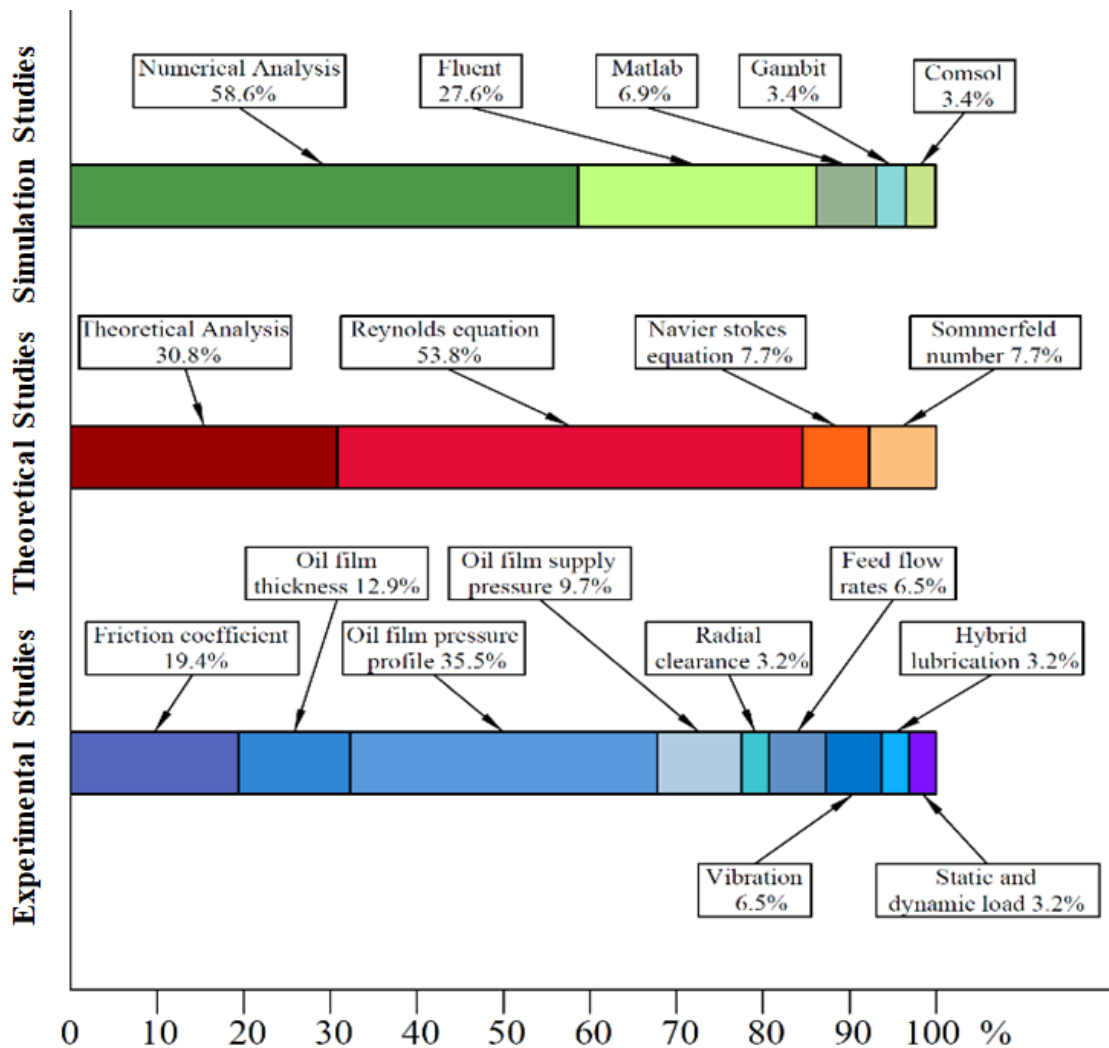 Simulation Studies
Numerical Analysis
58.6%
Fluent
27.6%
Matlab
6.9%
Gambit
3.4%
Comsol
3.4%
Theoretical Studies
Theoretical Analysis
30.8%
Reynolds equation
53.8%
Navier stokes
equation 7.7%
Sommerfeld
number 7.7%
Experimental Studies
Friction coefficient
19.4%
Oil film
thickness 12.9%
Oil film pressure
profile 35.5%
Oil film supply
pressure 9.7%
Radial
clearance 3.2%
Feed flow
rates 6.5%
Hybrid
lubrication 3.2%
Vibration
6.5%
Static and
dynamic load 3.2%
0 10 20 30 40 50 60 70 80 90 100 %